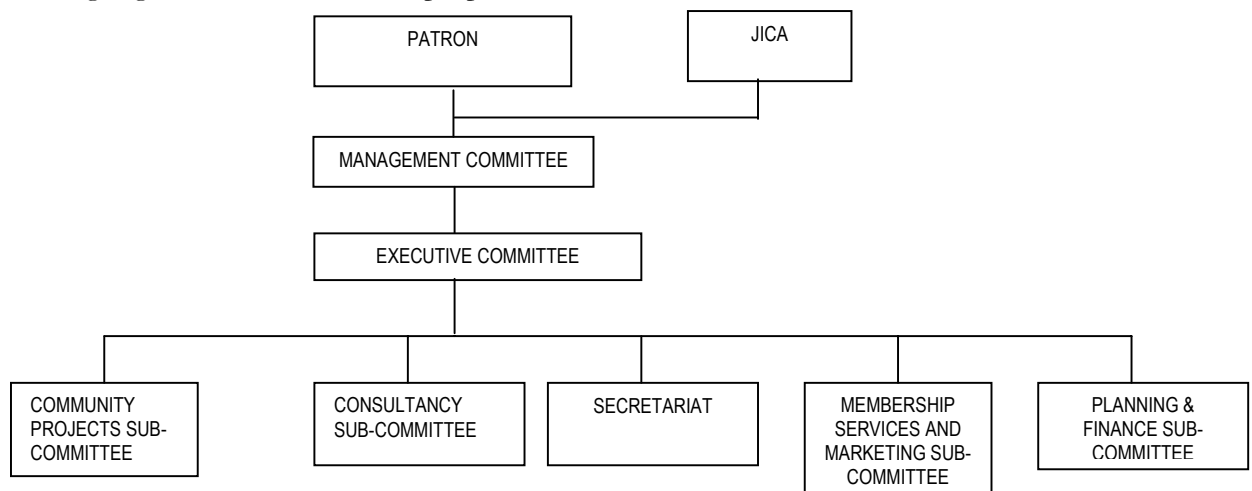 PATRON
JICA
MANAGEMENT COMMITTEE
EXECUTIVE COMMITTEE
COMMUNITY
PROJECTS SUB-
COMMITTEE
CONSULTANCY
SUB-COMMITTEE
SECRETARIAT
MEMBERSHIP
SERVICES AND
MARKETING SUB-
COMMITTEE
PLANNING &
FINANCE SUB-
COMMITTEE